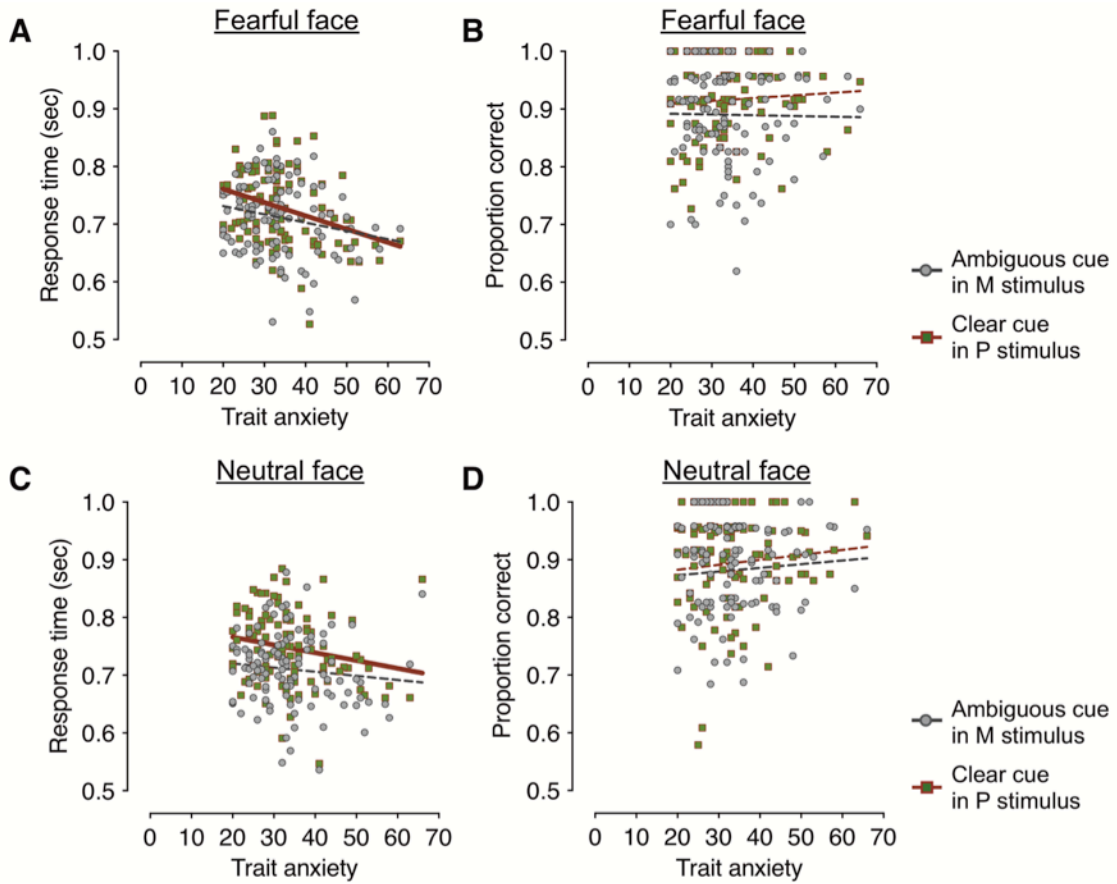 A
Fearful face
Response time (sec)
1.0
0.9
0.8
0.7
0.6
0.5
0 10 20 30 40 50 60 70
Trait anxiety
B
Fearful face
Proportion correct
1.0
0.9
0.8
0.7
0.6
0.5
0 10 20 30 40 50 60 70
Trait anxiety
Ambiguous cue
in M stimulus
Clear cue
in P stimulus
C
Neutral face
Response time (sec)
1.0
0.9
0.8
0.7
0.6
0.5
0 10 20 30 40 50 60 70
Trait anxiety
D
Neutral face
Proportion correct
1.0
0.9
0.8
0.7
0.6
0.5
0 10 20 30 40 50 60 70
Trait anxiety
Ambiguous cue
in M stimulus
Clear cue
in P stimulus